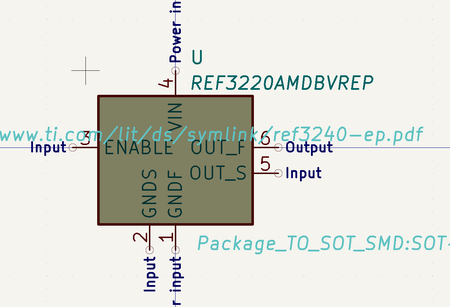 Power in
U
4
REF3220AMDBVREP
VIN
www.ti.com/lit/ds/symlink/ref3240-ep.pdf
Input 3 ENABLE OUT_F 6 Output
OUT_S 5 Input
GNDS GNDF
2 1
Package_TO_SOT_SMD:SOT-
Input r input